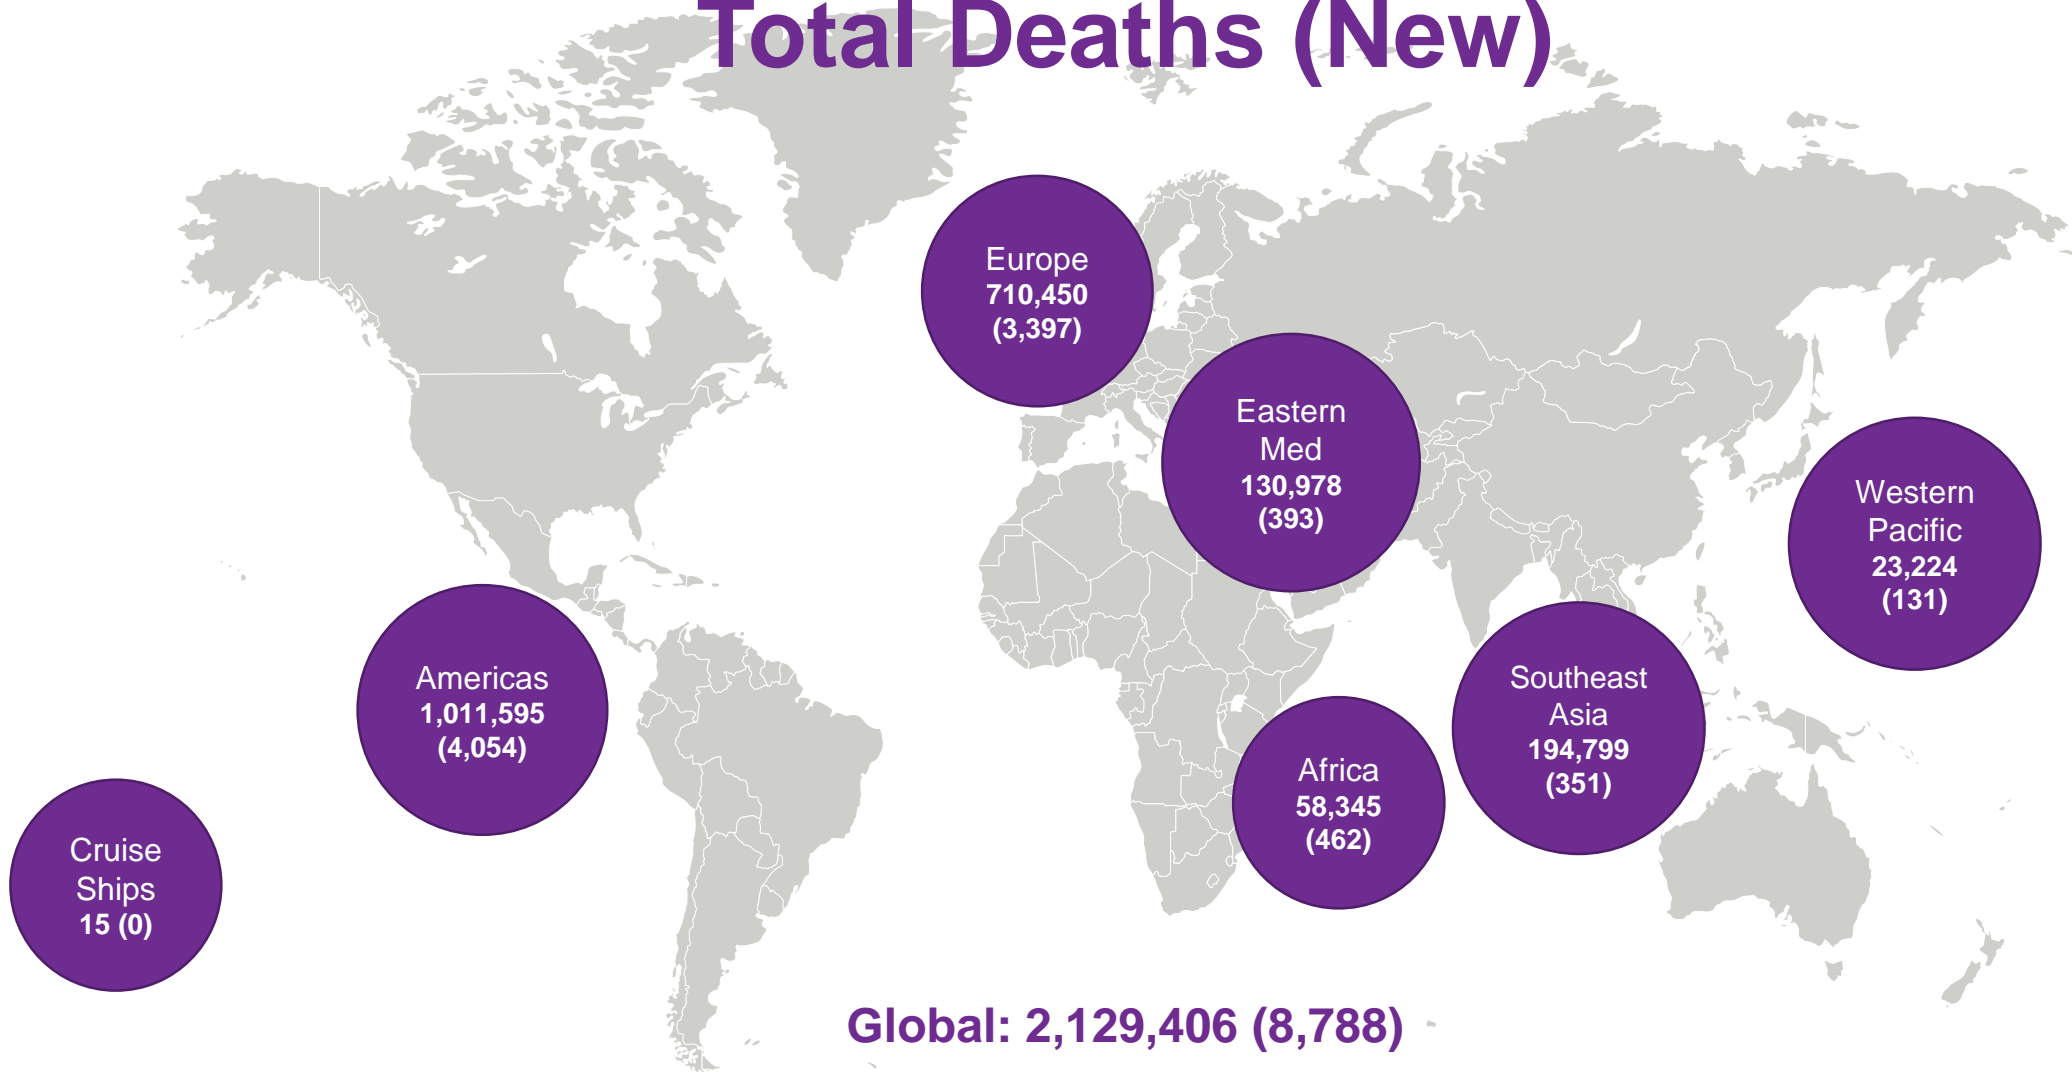 Total Deaths (New)
Europe
710,450
(3,397)
Eastern
Med
130,978
(393)
Western
Pacific
23,224
(131)
Americas
1,011,595
(4,054)
Southeast
Asia
194,799
(351)
Africa
58,345
(462)
Cruise
Ships
15 (0)
Global: 2,129,406 (8,788)